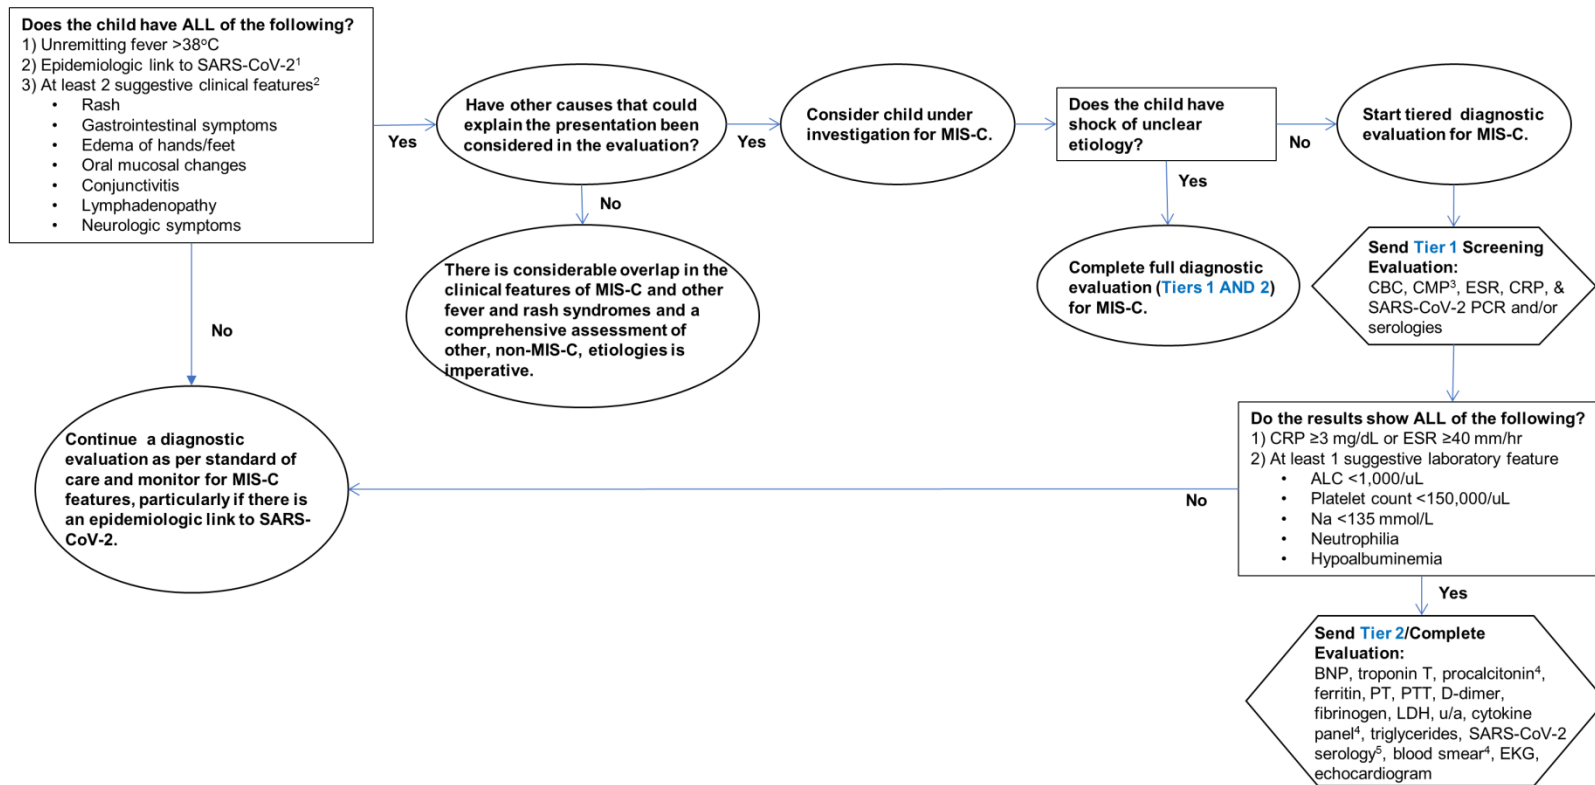 Does the child have ALL of the following?
1) Unremitting fever >38ᵒC
2) Epidemiologic link to SARS-CoV-2¹
3) At least 2 suggestive clinical features²
• Rash
• Gastrointestinal symptoms
• Edema of hands/feet
• Oral mucosal changes
• Conjunctivitis
• Lymphadenopathy
• Neurologic symptoms
Yes
No
Have other causes that could
explain the presentation been
considered in the evaluation?
Yes
No
There is considerable overlap in the
clinical features of MIS-C and other
fever and rash syndromes and a
comprehensive assessment of
other, non-MIS-C, etiologies is
imperative.
Consider child under
investigation for MIS-C.
Does the child have
shock of unclear
etiology?
No
Yes
Complete full diagnostic
evaluation (Tiers 1 AND 2)
for MIS-C.
Start tiered diagnostic
evaluation for MIS-C.
Send Tier 1 Screening
Evaluation:
CBC, CMP³, ESR, CRP, &
SARS-CoV-2 PCR and/or
serologies
Do the results show ALL of the following?
1) CRP ≥3 mg/dL or ESR ≥40 mm/hr
2) At least 1 suggestive laboratory feature
• ALC <1,000/uL
• Platelet count <150,000/uL
• Na <135 mmol/L
• Neutrophilia
• Hypoalbuminemia
No
Yes
Continue a diagnostic
evaluation as per standard of
care and monitor for MIS-C
features, particularly if there is
an epidemiologic link to SARS-
CoV-2.
Send Tier 2/Complete
Evaluation:
BNP, troponin T, procalcitonin⁴,
ferritin, PT, PTT, D-dimer,
fibrinogen, LDH, u/a, cytokine
panel⁴, triglycerides, SARS-CoV-2
serology⁵, blood smear⁴, EKG,
echocardiogram